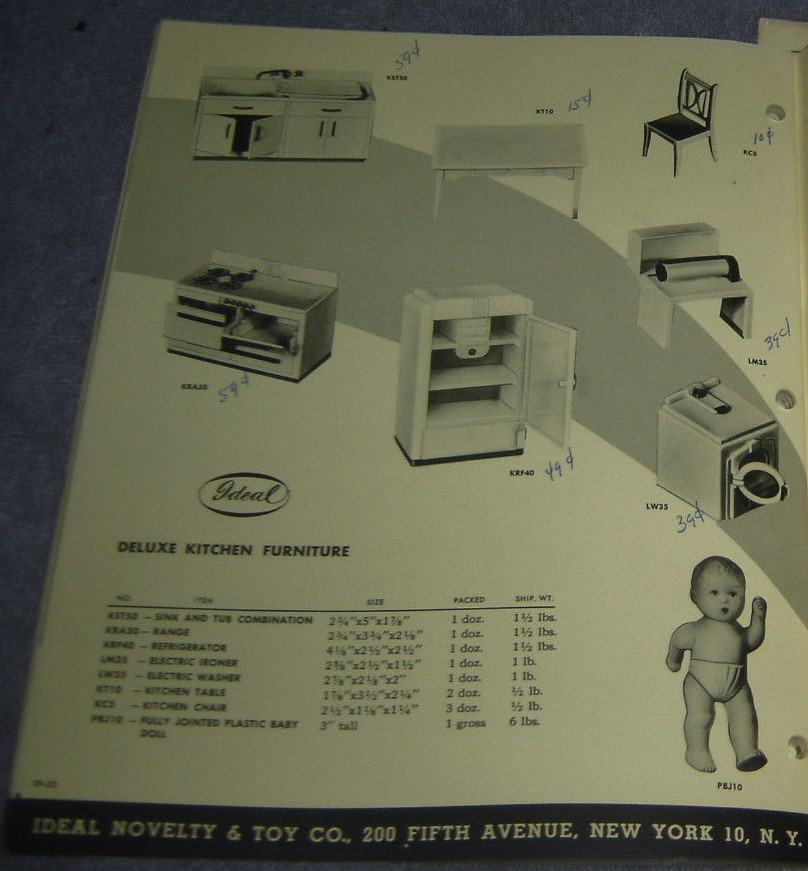 59¢
KST50
KT10 15¢
10¢
KC5
39¢
LM35
KRA50 59¢
KRF40 49¢
LW35
39¢
Ideal
DELUXE KITCHEN FURNITURE
NO. ITEM SIZE PACKED SHIP. WT.
KST50 — SINK AND TUB COMBINATION 2¾"x5"x1⅞" 1 doz. 1½ lbs.
KRA50 — RANGE 2¾"x3¾"x2⅛" 1 doz. 1½ lbs.
KRF40 — REFRIGERATOR 4⅛"x2½"x2½" 1 doz. 1½ lbs.
LM35 — ELECTRIC IRONER 2⅝"x2½"x1½" 1 doz. 1 lb.
LW35 — ELECTRIC WASHER 2⅞"x2⅛"x2" 1 doz. 1 lb.
KT10 — KITCHEN TABLE 1⅞"x3½"x2¼" 2 doz. ½ lb.
KC5 — KITCHEN CHAIR 2½"x1⅛"x1¼" 3 doz. ½ lb.
PBJ10 — FULLY JOINTED PLASTIC BABY 3" tall 1 gross 6 lbs.
DOLL
PBJ10
IDEAL NOVELTY & TOY CO., 200 FIFTH AVENUE, NEW YORK 10, N. Y.